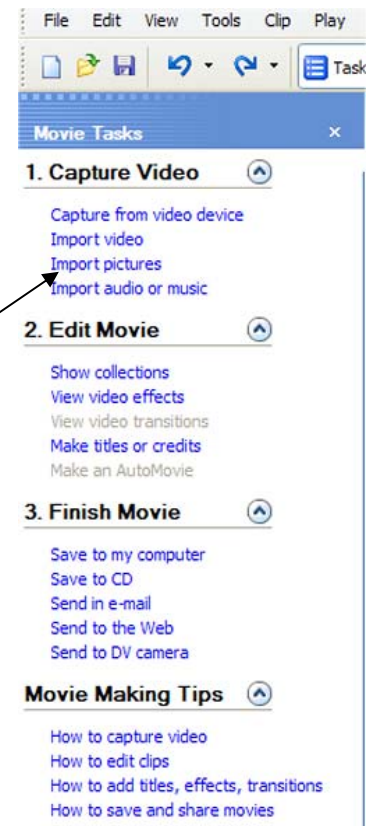 File Edit View Tools Clip Play
Task
Movie Tasks
1. Capture Video
Capture from video device
Import video
Import pictures
Import audio or music
2. Edit Movie
Show collections
View video effects
View video transitions
Make titles or credits
Make an AutoMovie
3. Finish Movie
Save to my computer
Save to CD
Send in e-mail
Send to the Web
Send to DV camera
Movie Making Tips
How to capture video
How to edit clips
How to add titles, effects, transitions
How to save and share movies